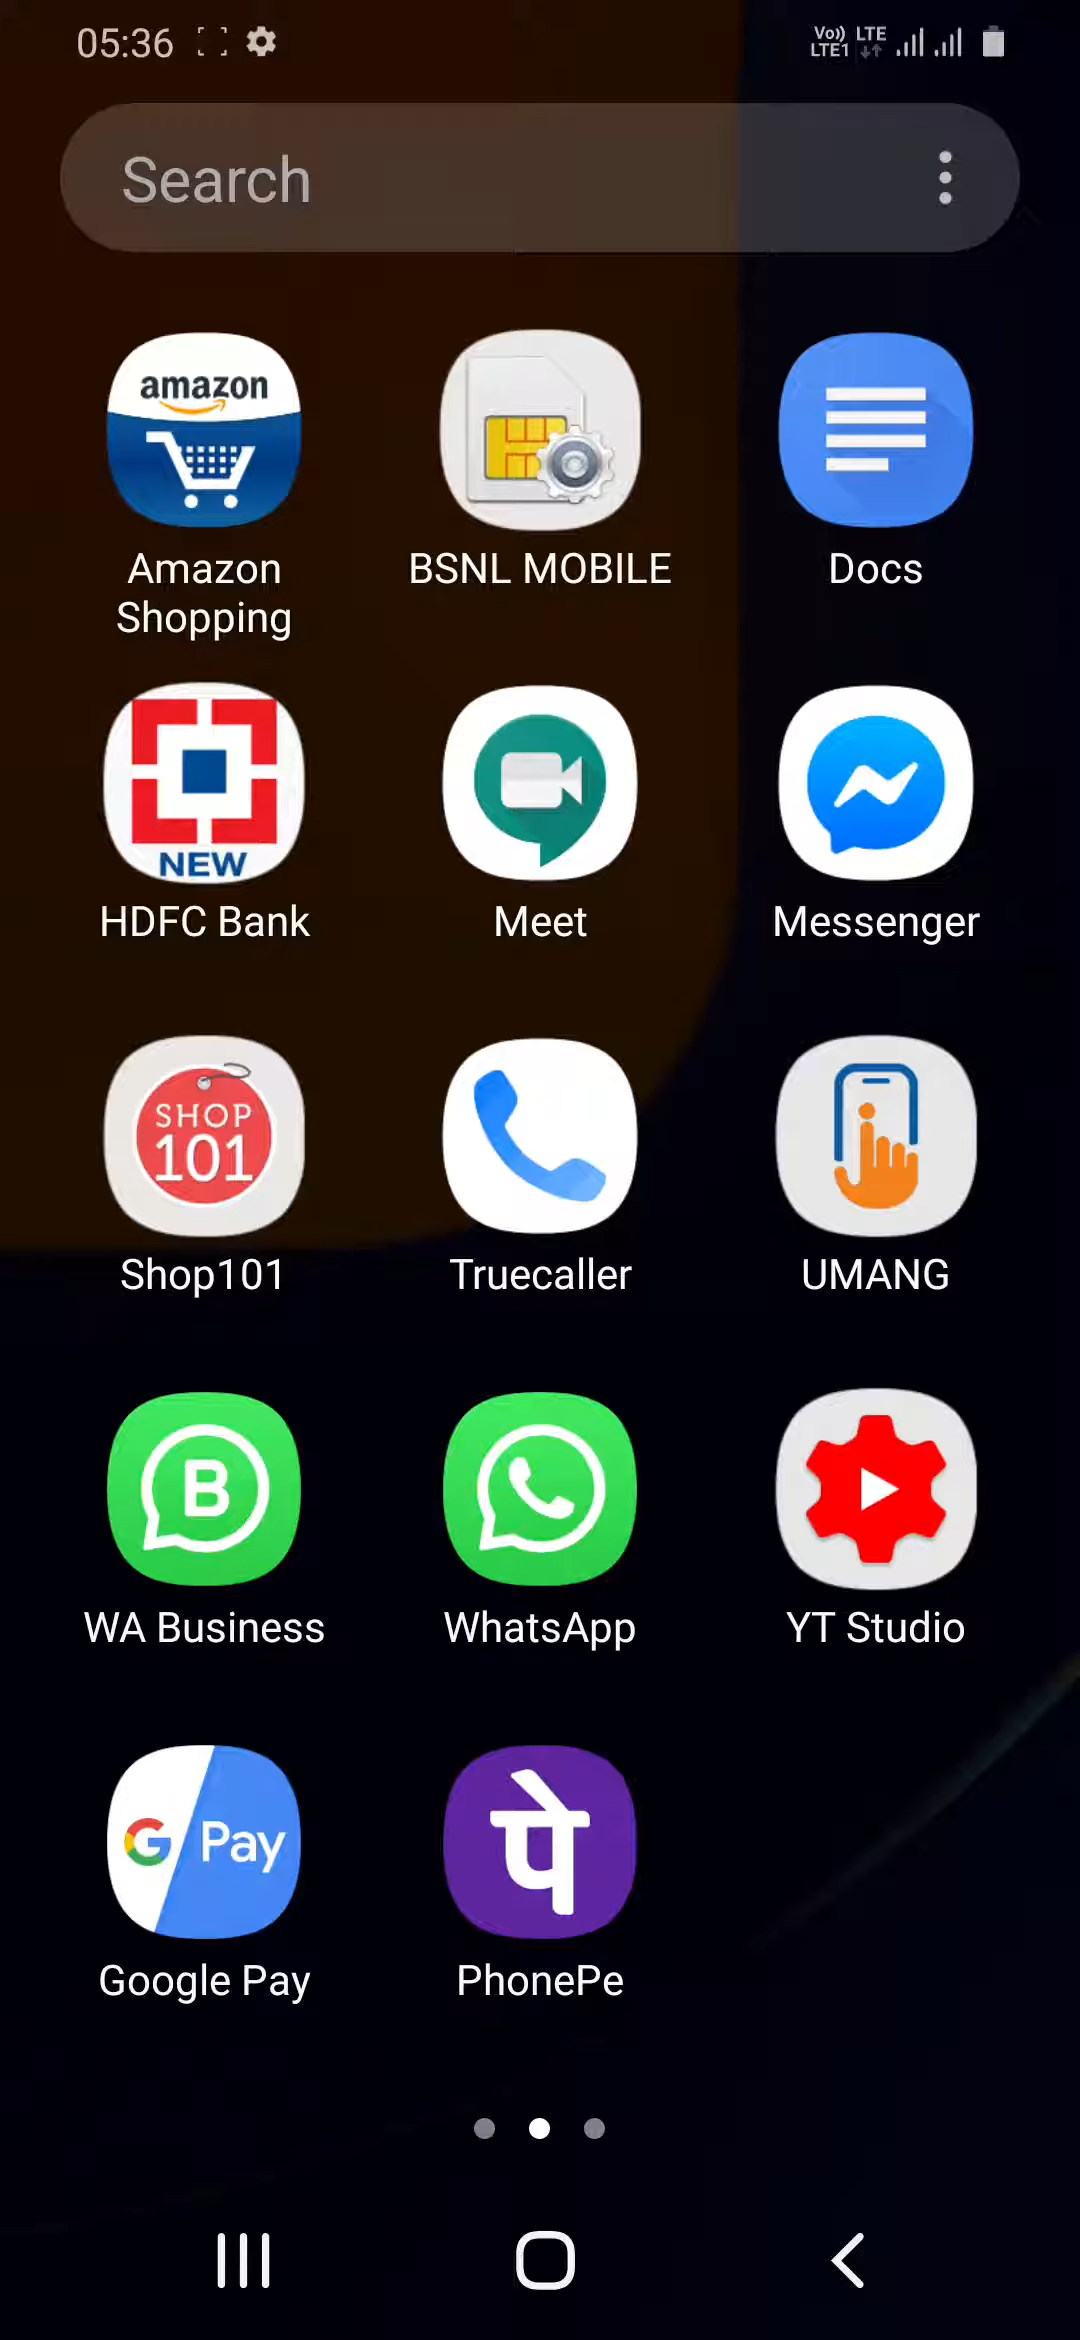 05:36
Vo)) LTE
LTE1
Search
amazon
Amazon
Shopping
BSNL MOBILE
Docs
NEW
HDFC Bank
Meet
Messenger
SHOP
101
Shop101
Truecaller
UMANG
B
WA Business
WhatsApp
YT Studio
G Pay
Google Pay
पे
PhonePe